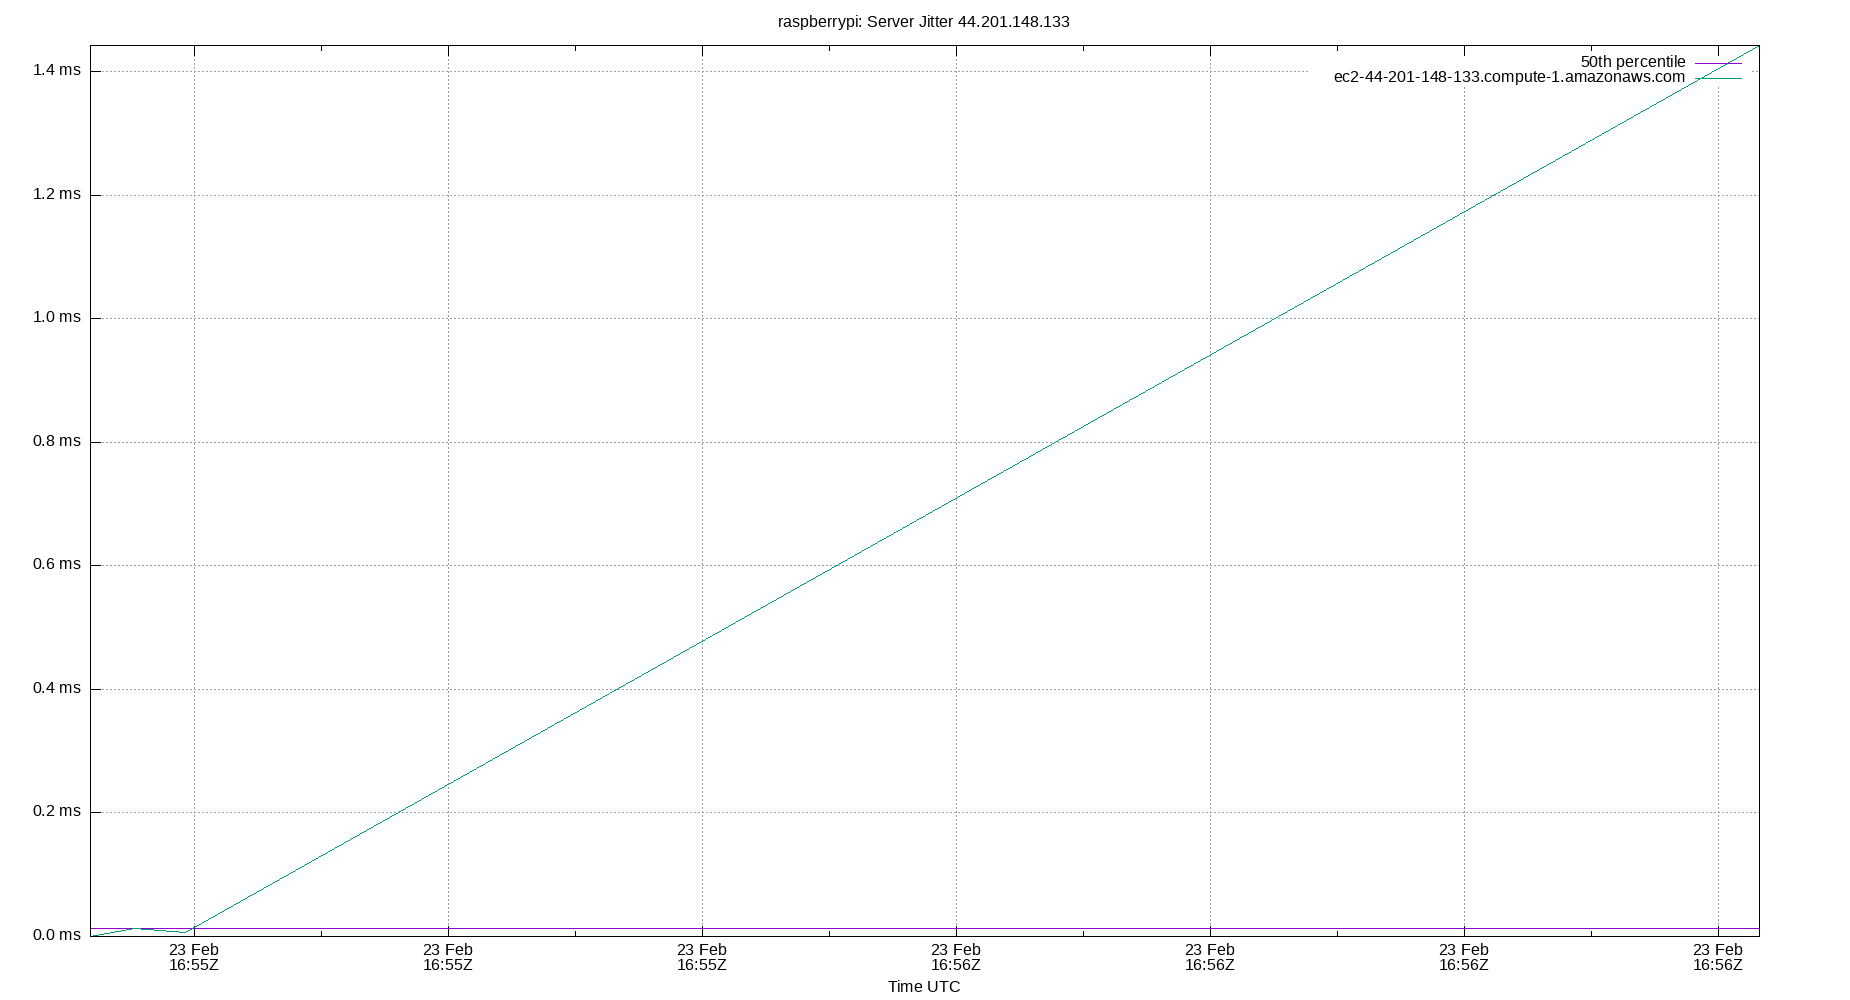 raspberrypi: Server Jitter 44.201.148.133
50th percentile
ec2-44-201-148-133.compute-1.amazonaws.com
1.4 ms
1.2 ms
1.0 ms
0.8 ms
0.6 ms
0.4 ms
0.2 ms
0.0 ms
23 Feb 23 Feb 23 Feb 23 Feb 23 Feb 23 Feb 23 Feb
16:55Z 16:55Z 16:55Z 16:56Z 16:56Z 16:56Z 16:56Z
Time UTC